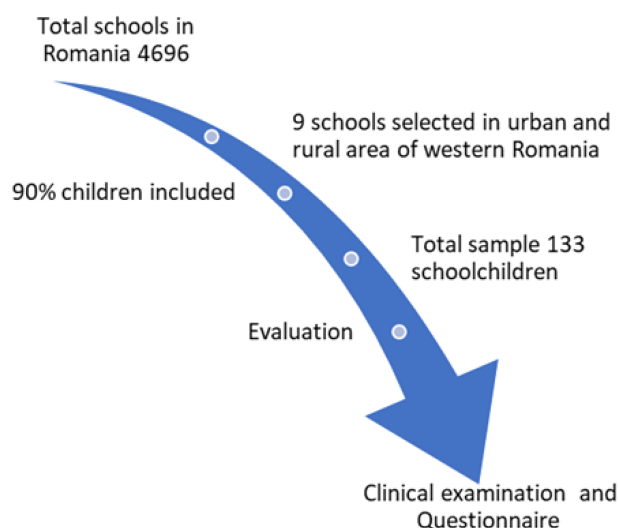 Total schools in
Romania 4696
9 schools selected in urban and
rural area of western Romania
90% children included
Total sample 133
schoolchildren
Evaluation
Clinical examination and
Questionnaire